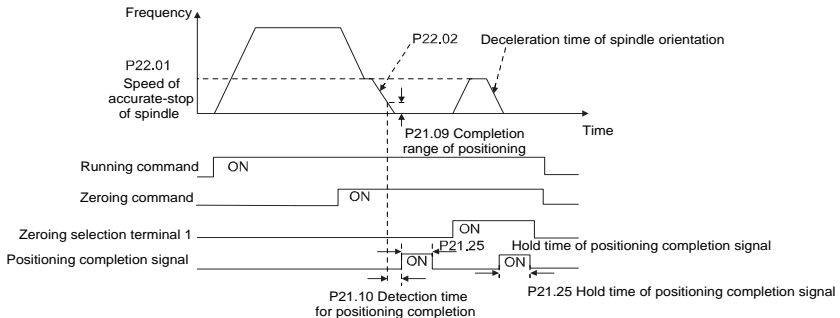 Frequency
P22.02
Deceleration time of spindle orientation
P22.01
Speed of
accurate-stop
of spindle
Time
P21.09 Completion
range of positioning
Running command
ON
Zeroing command
ON
Zeroing selection terminal 1
ON
P21.25
Hold time of positioning completion signal
Positioning completion signal
ON
ON
P21.10 Detection time
for positioning completion
P21.25 Hold time of positioning completion signal